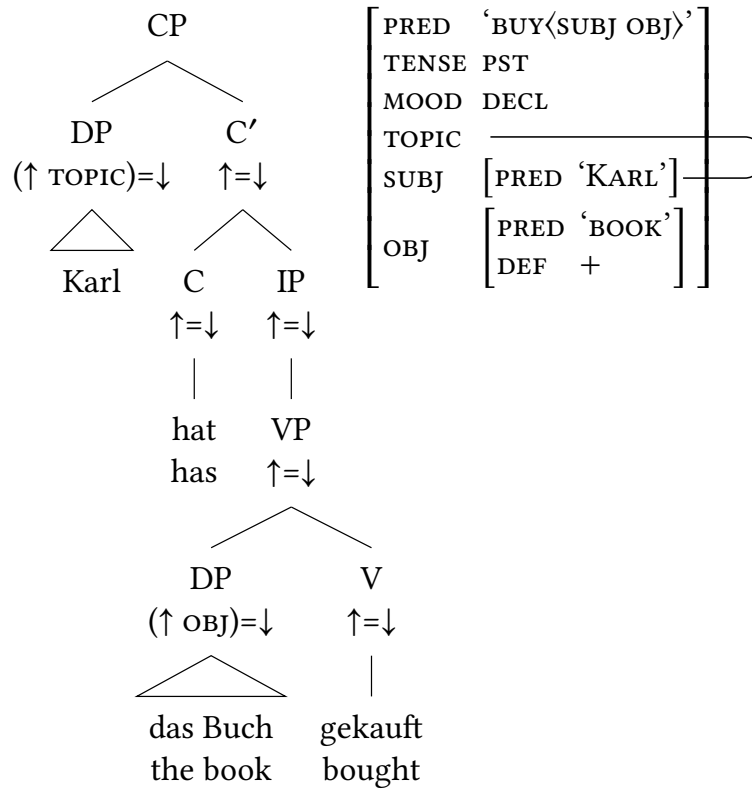 CP
DP C′
(↑ TOPIC)=↓ ↑=↓
Karl C IP
↑=↓ ↑=↓
hat VP
has ↑=↓
DP V
(↑ OBJ)=↓ ↑=↓
das Buch gekauft
the book bought
PRED ‘BUY⟨SUBJ OBJ⟩’
TENSE PST
MOOD DECL
TOPIC
SUBJ [PRED ‘KARL’]
OBJ [PRED ‘BOOK’
DEF +]